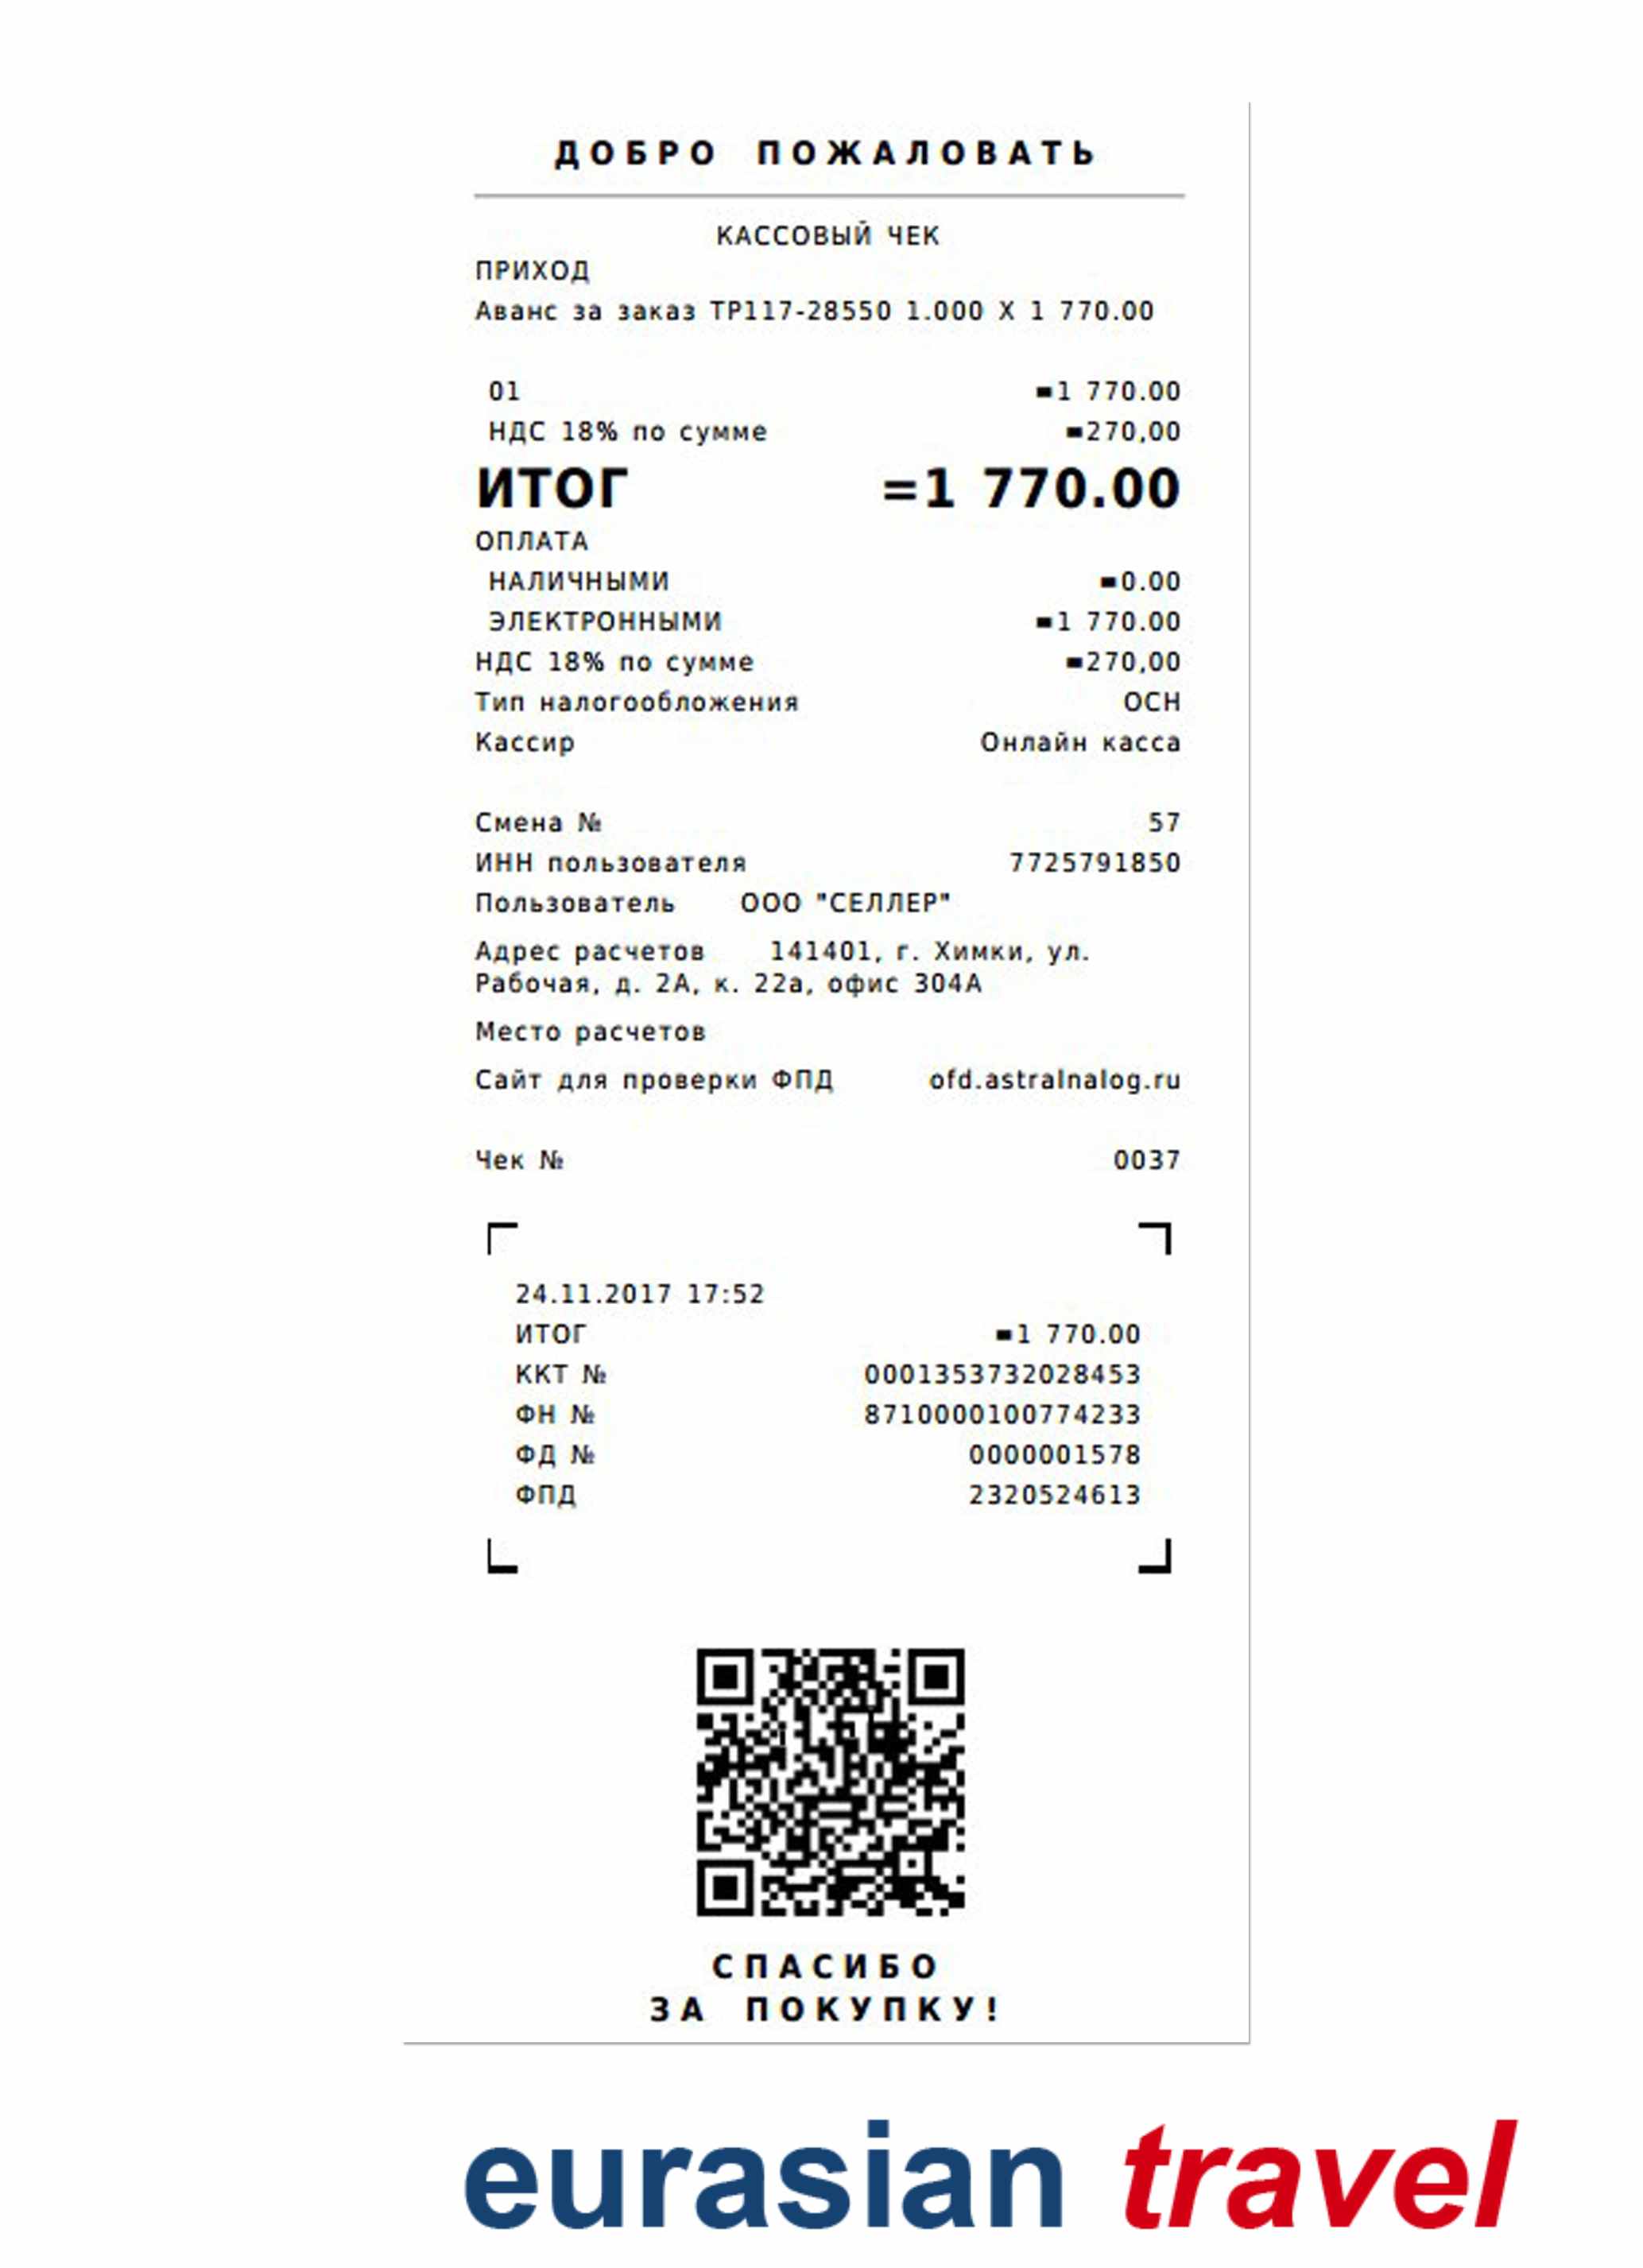 ДОБРО ПОЖАЛОВАТЬ
КАССОВЫЙ ЧЕК
ПРИХОД
Аванс за заказ ТР117-28550 1.000 X 1 770.00
01 =1 770.00
НДС 18% по сумме =270,00
ИТОГ =1 770.00
ОПЛАТА
НАЛИЧНЫМИ =0.00
ЭЛЕКТРОННЫМИ =1 770.00
НДС 18% по сумме =270,00
Тип налогообложения ОСН
Кассир Онлайн касса
Смена № 57
ИНН пользователя 7725791850
Пользователь ООО "СЕЛЛЕР"
Адрес расчетов 141401, г. Химки, ул.
Рабочая, д. 2А, к. 22а, офис 304А
Место расчетов
Сайт для проверки ФПД ofd.astralnalog.ru
Чек № 0037
24.11.2017 17:52
ИТОГ =1 770.00
ККТ № 0001353732028453
ФН № 8710000100774233
ФД № 0000001578
ФПД 2320524613
СПАСИБО
ЗА ПОКУПКУ!
eurasian travel